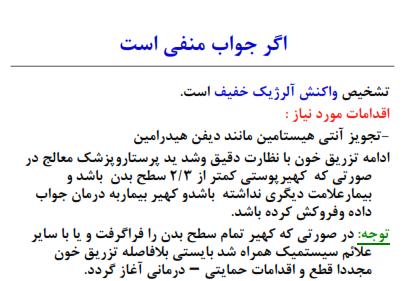 اگر جواب منفی است
تشخیص واکنش آلرژیک خفیف است.
اقدامات مورد نیاز :
-تجویز آنتی هیستامین مانند دیفن هیدرامین
ادامه تزریق خون با نظارت دقیق وشد ید پرستاروپزشک معالج در
صورتی که کهیرپوستی کمتر از ۲/۳ سطح بدن باشد و
بیمارعلامت دیگری نداشته باشدو کهیر بیماربه درمان جواب
داده وفروکش کرده باشد.
توجه: در صورتی که کهیر تمام سطح بدن را فراگرفت و یا با سایر
علائم سیستمیک همراه شد بایستی بلافاصله تزریق خون
مجددا قطع و اقدامات حمایتی – درمانی آغاز گردد.